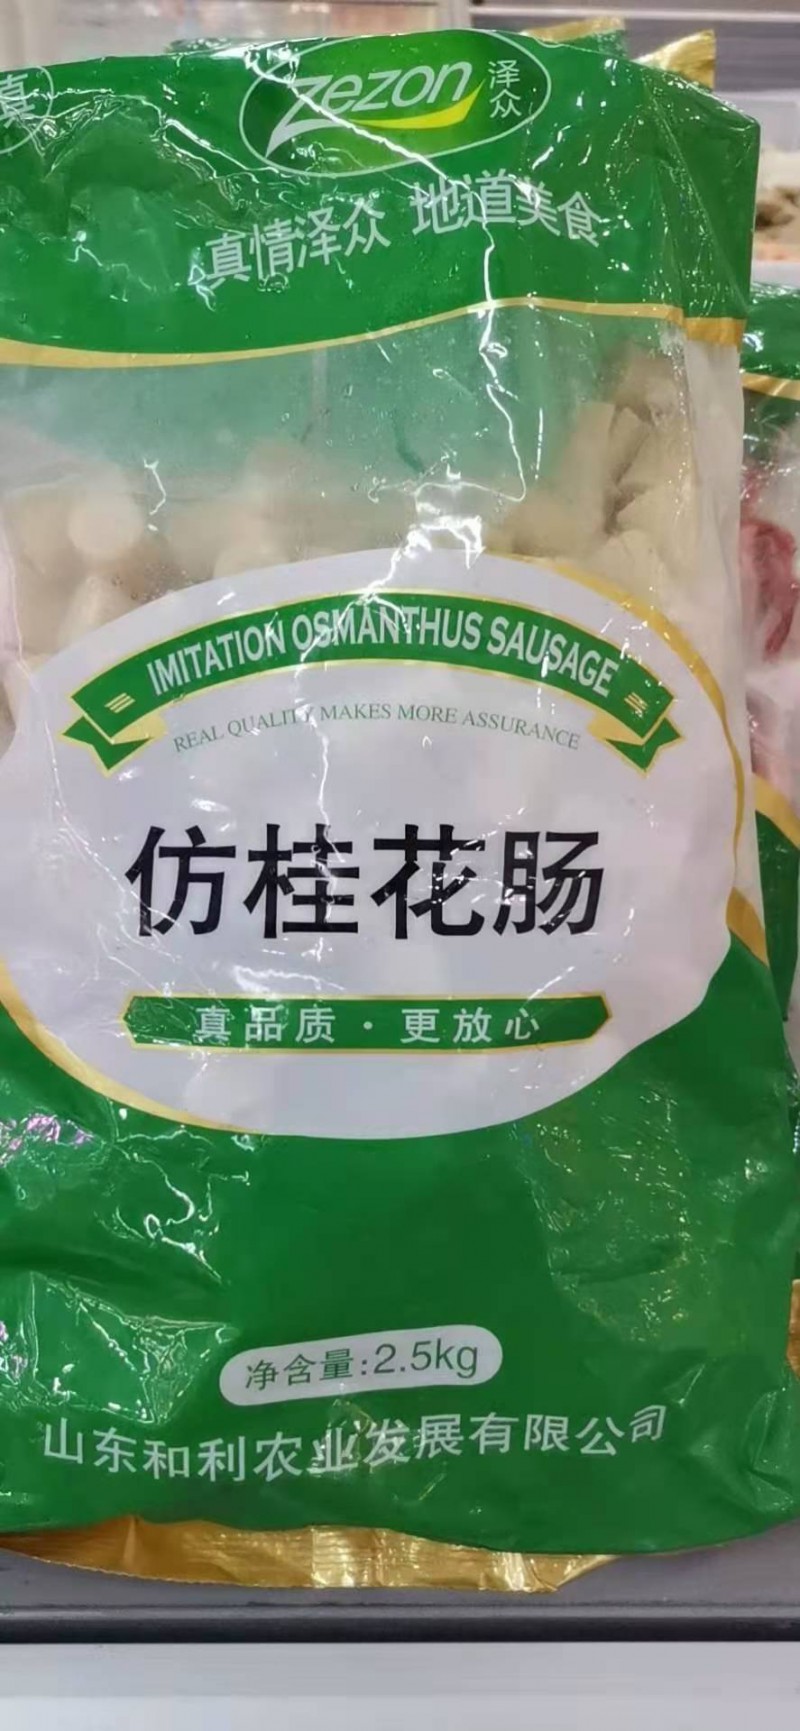 真
zezon 泽众
真情泽众 地道美食
IMITATION OSMANTHUS SAUSAGE
REAL QUALITY MAKES MORE ASSURANCE
仿桂花肠
真品质·更放心
净含量:2.5kg
山东和利农业发展有限公司